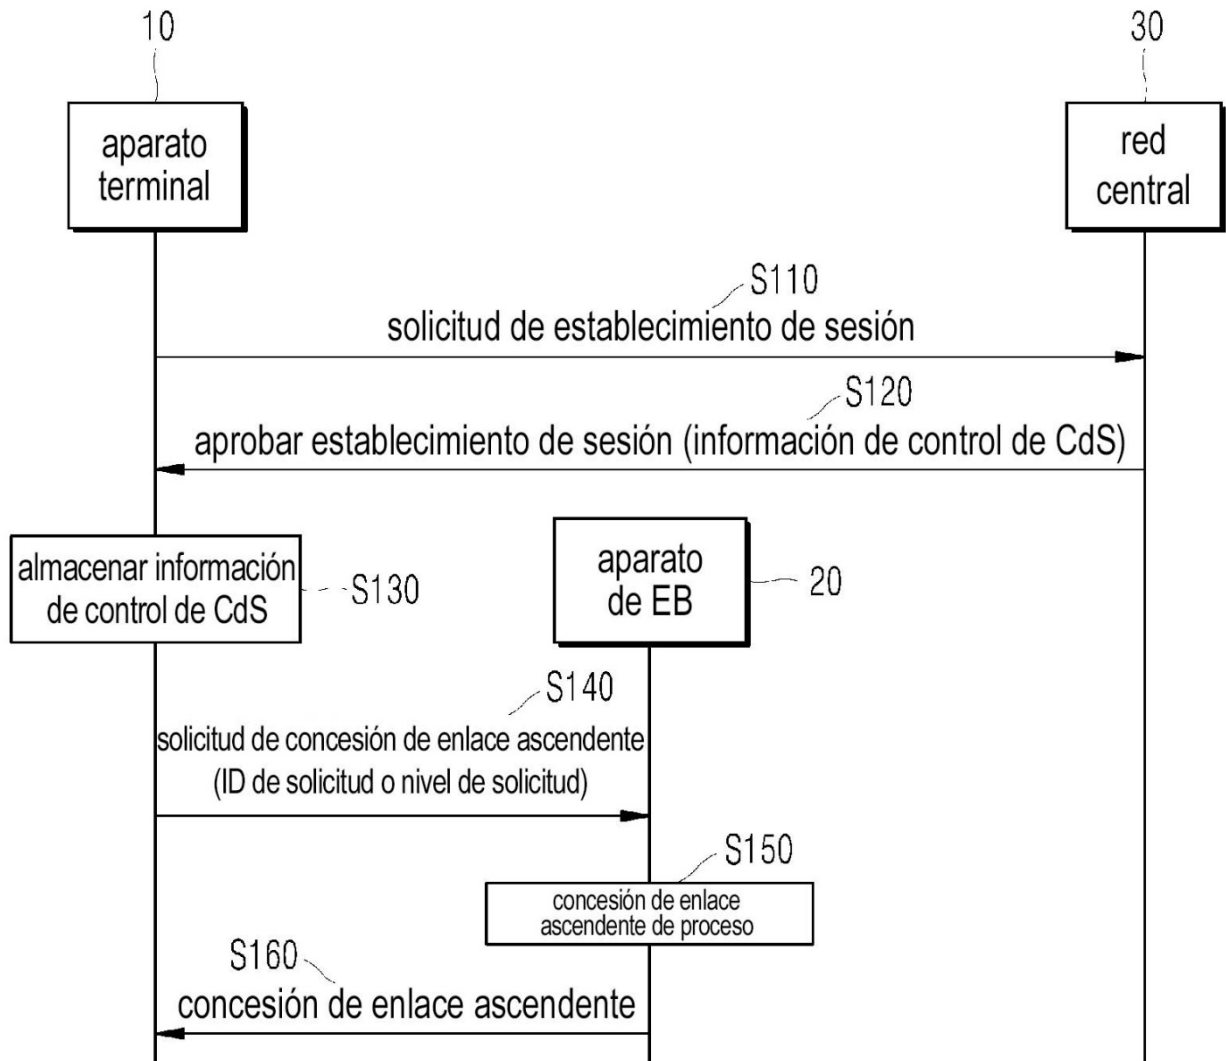 10
30
aparato
terminal
red
central
S110
solicitud de establecimiento de sesión
S120
aprobar establecimiento de sesión (información de control de CdS)
almacenar información
de control de CdS
S130
aparato
de EB
20
S140
solicitud de concesión de enlace ascendente
(ID de solicitud o nivel de solicitud)
S150
concesión de enlace
ascendente de proceso
S160
concesión de enlace ascendente